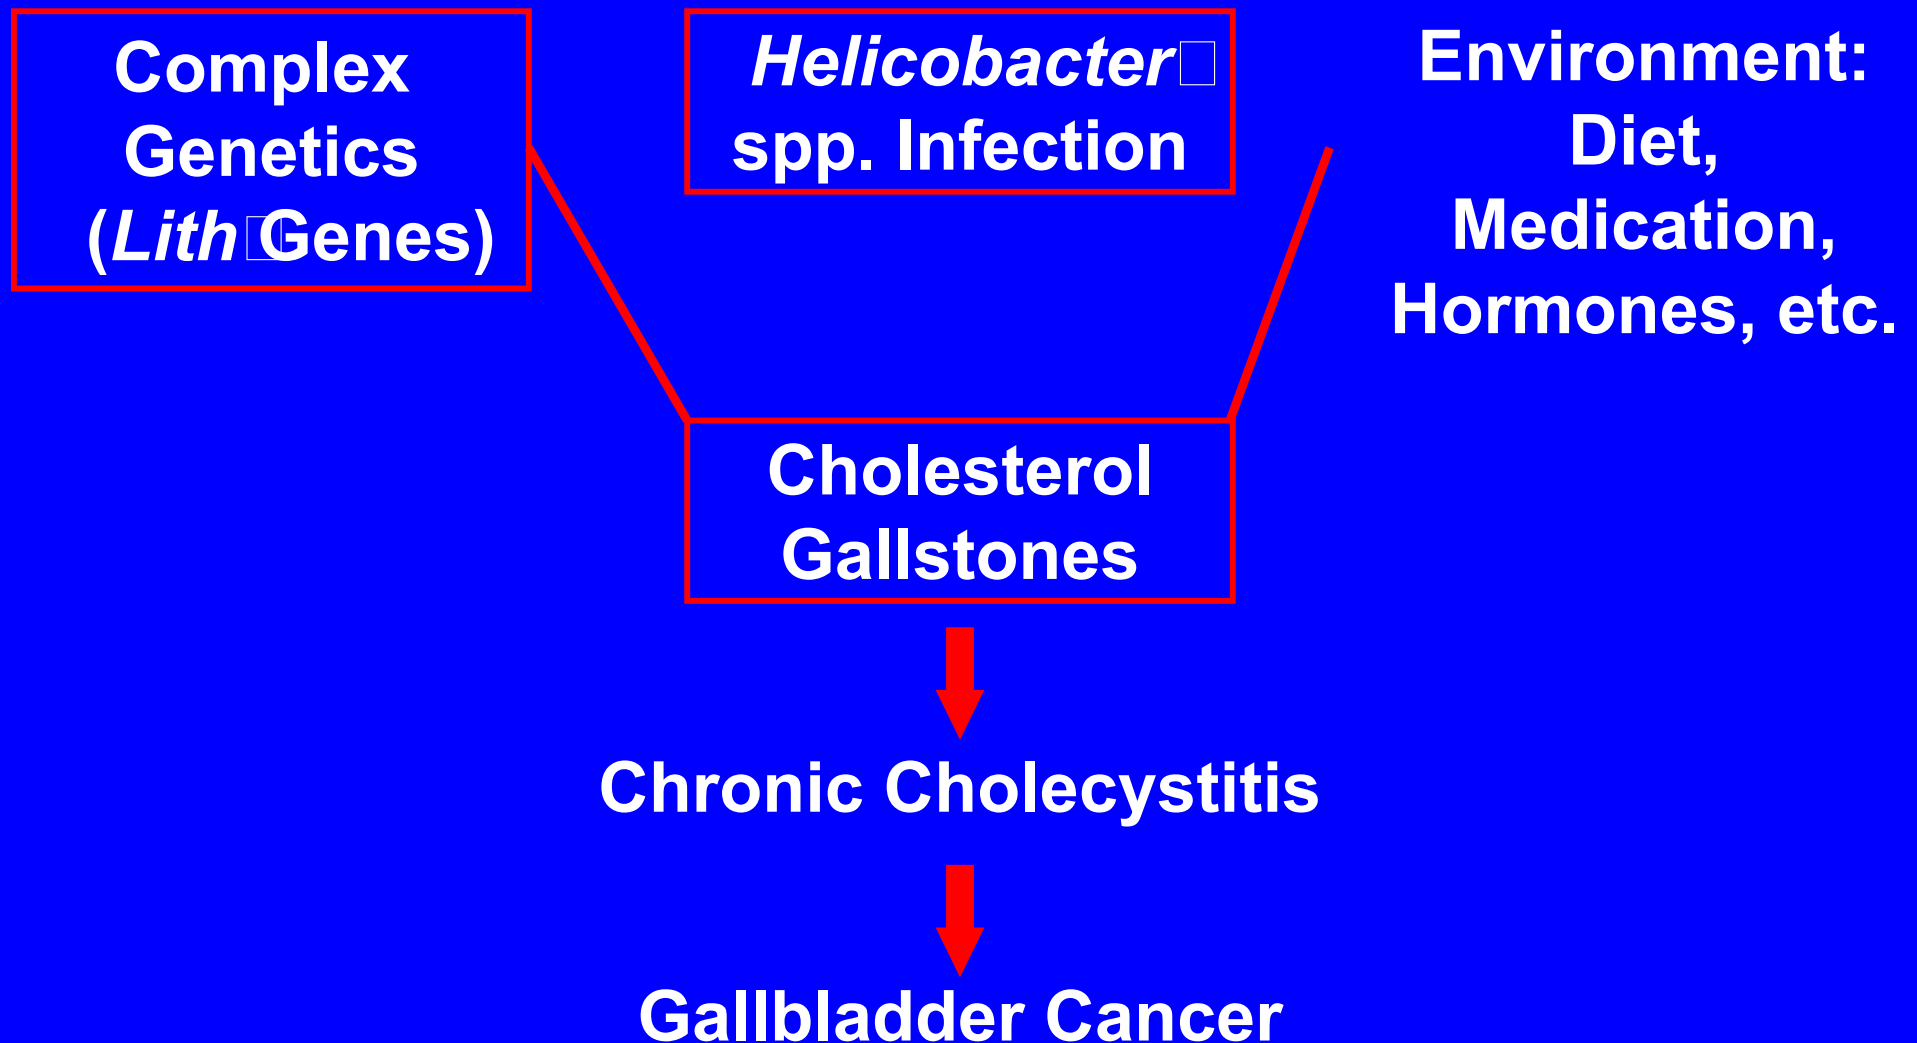 Complex
Genetics
(Lith Genes)
Helicobacter
spp. Infection
Environment:
Diet,
Medication,
Hormones, etc.
Cholesterol
Gallstones
Chronic Cholecystitis
Gallbladder Cancer